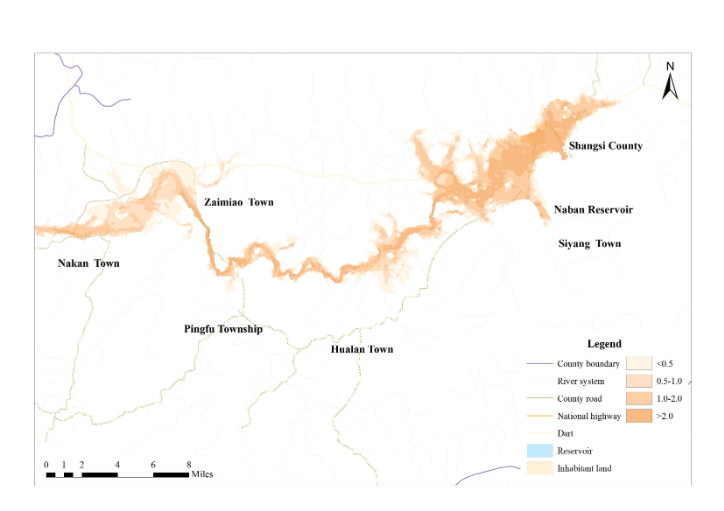 N
Shangsi County
Zaimiao Town
Naban Reservoir
Siyang Town
Nakan Town
Pingfu Township
Hualan Town
Legend
County boundary <0.5
River system 0.5-1.0
County road 1.0-2.0
National highway >2.0
Dart
Reservoir
Inhabitant land
0 1 2 4 6 8
Miles